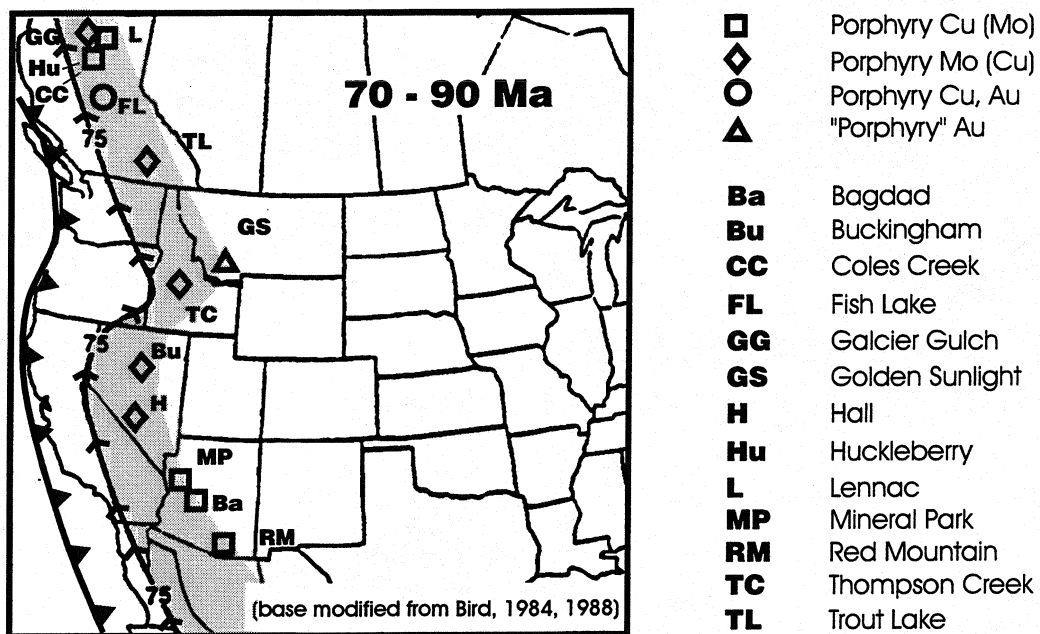 GG
L
Hu
CC
FL
75
TL
70 - 90 Ma
GS
TC
75
Bu
H
MP
Ba
RM
75
(base modified from Bird, 1984, 1988)
Porphyry Cu (Mo)
Porphyry Mo (Cu)
Porphyry Cu, Au
"Porphyry" Au
Ba Bagdad
Bu Buckingham
CC Coles Creek
FL Fish Lake
GG Galcier Gulch
GS Golden Sunlight
H Hall
Hu Huckleberry
L Lennac
MP Mineral Park
RM Red Mountain
TC Thompson Creek
TL Trout Lake